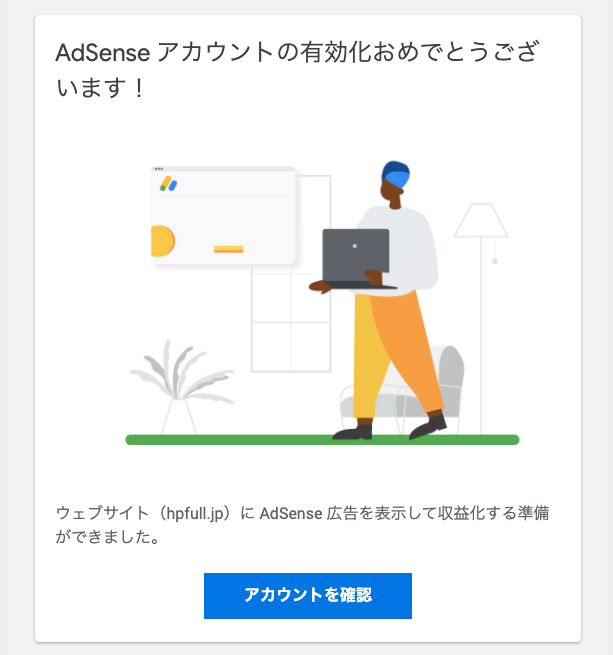 AdSense アカウントの有効化おめでとうござ
います！
ウェブサイト（hpfull.jp）に AdSense 広告を表示して収益化する準備
ができました。
アカウントを確認